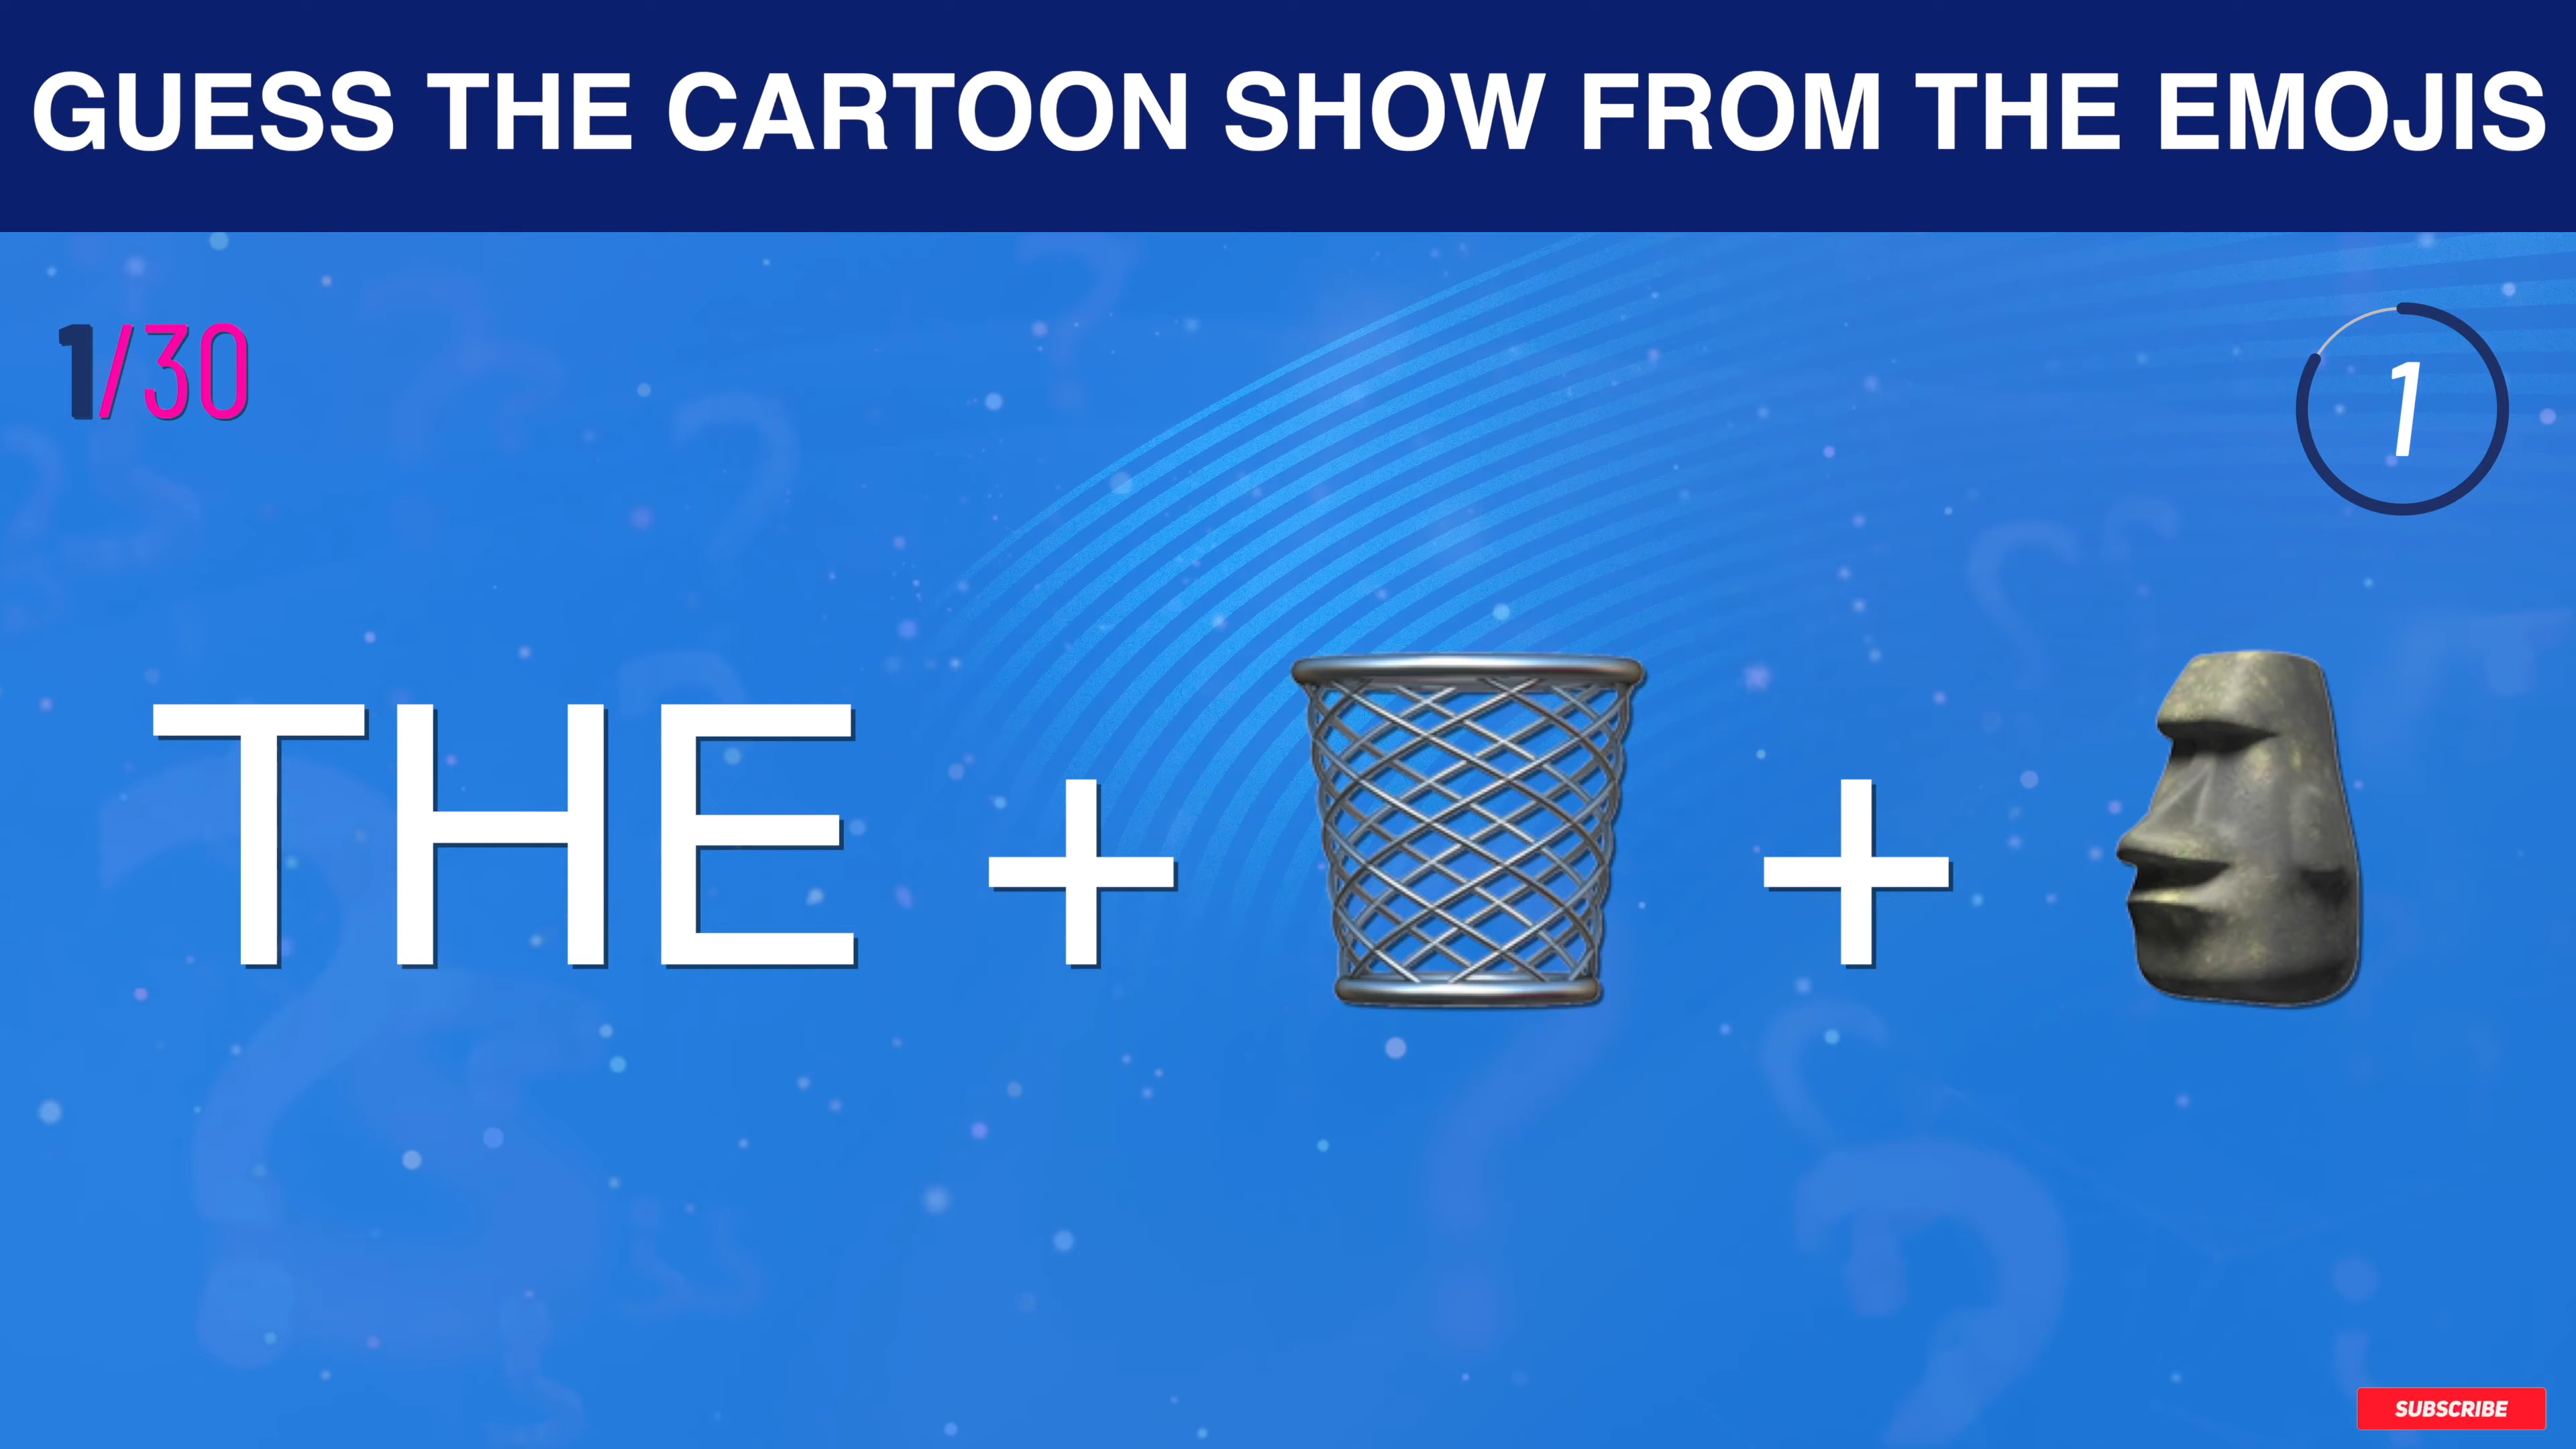 GUESS THE CARTOON SHOW FROM THE EMOJIS
1/30
1
THE + +
SUBSCRIBE